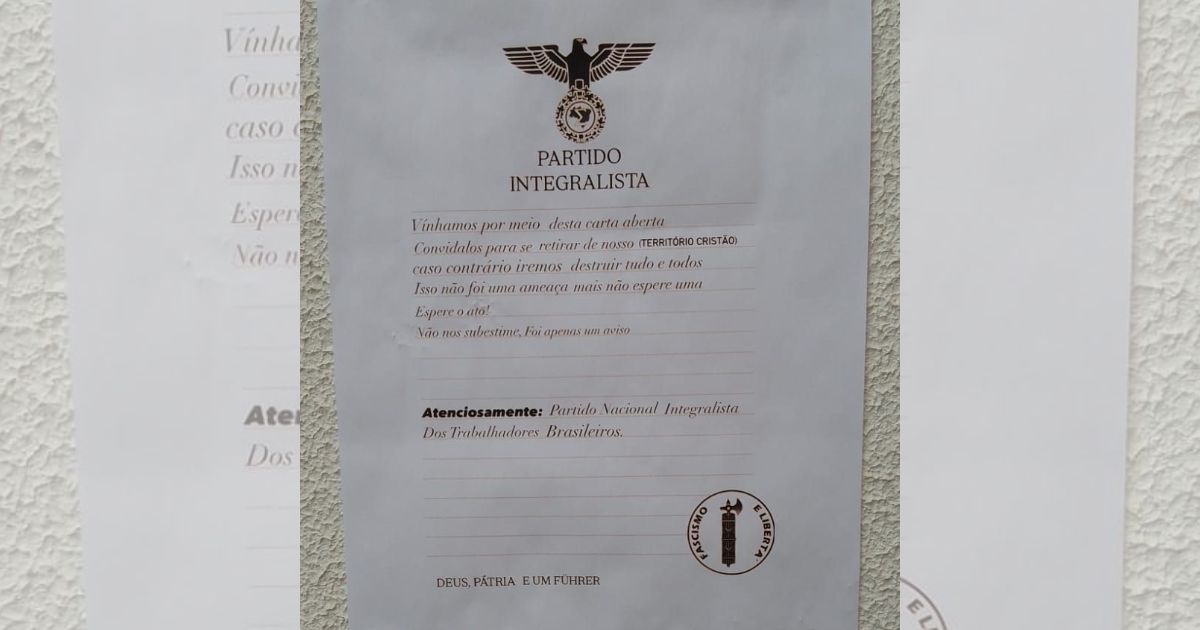 PARTIDO
INTEGRALISTA
Vínhamos por meio desta carta aberta
Convidalos para se retirar de nosso (TERRITÓRIO CRISTÃO)
caso contrário iremos destruir tudo e todos
Isso não foi uma ameaça mais não espere uma
Espere o ato!
Não nos subestime, Foi apenas um aviso
Atenciosamente: Partido Nacional Integralista
Dos Trabalhadores Brasileiros.
FASCISMO E LIBERTA
DEUS, PÁTRIA E UM FÜHRER